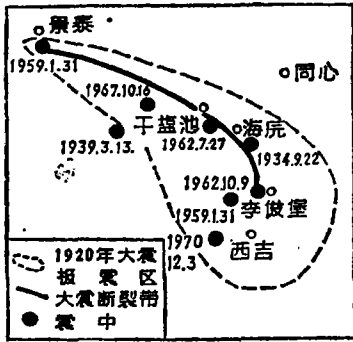 景泰
1959.1.31
同心
1967.10.16
干盐池
海原
1939.3.13.
1962.7.27
1934.9.22
1962.10.9
李俊堡
1959.1.31
1970
12.3
西吉
1920年大震
极震区
大震断裂带
震中